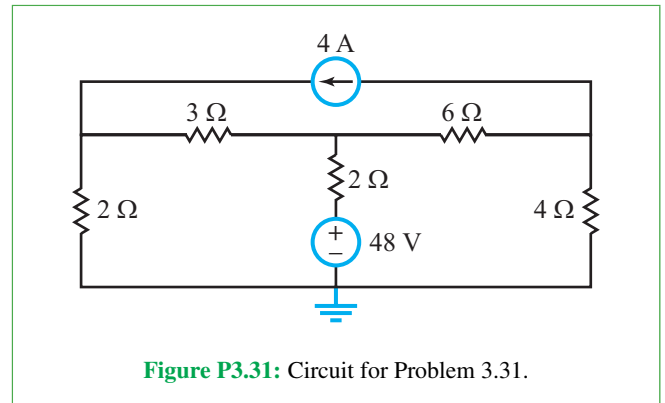 4 A
3 Ω
6 Ω
2 Ω
2 Ω
4 Ω
+
48 V
−
Figure P3.31: Circuit for Problem 3.31.